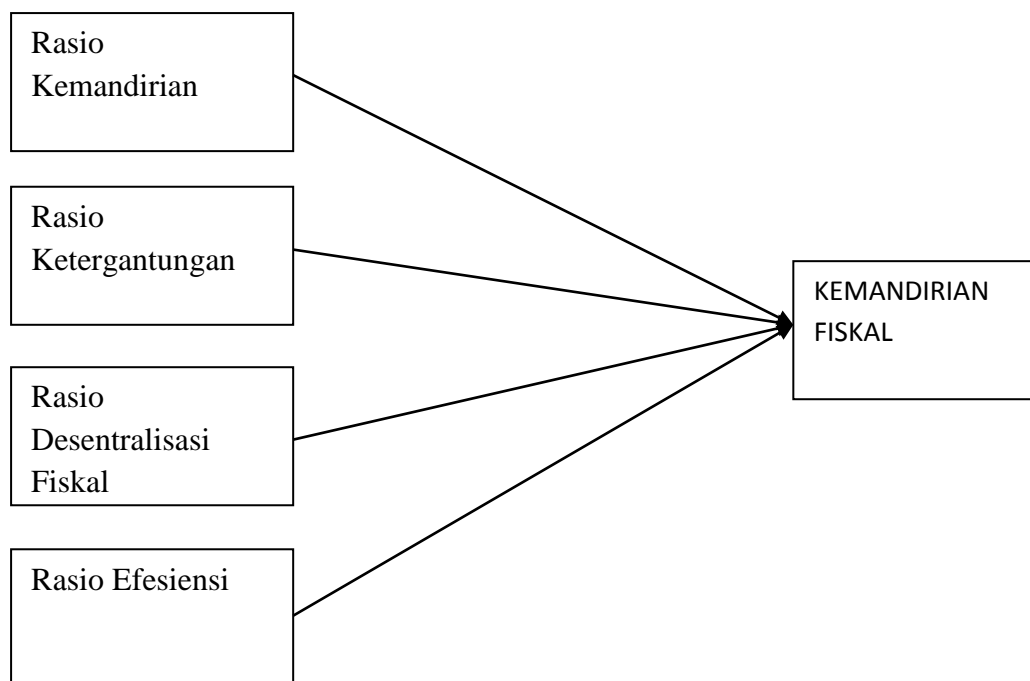 Rasio
Kemandirian
Rasio
Ketergantungan
Rasio
Desentralisasi
Fiskal
Rasio Efesiensi
KEMANDIRIAN
FISKAL